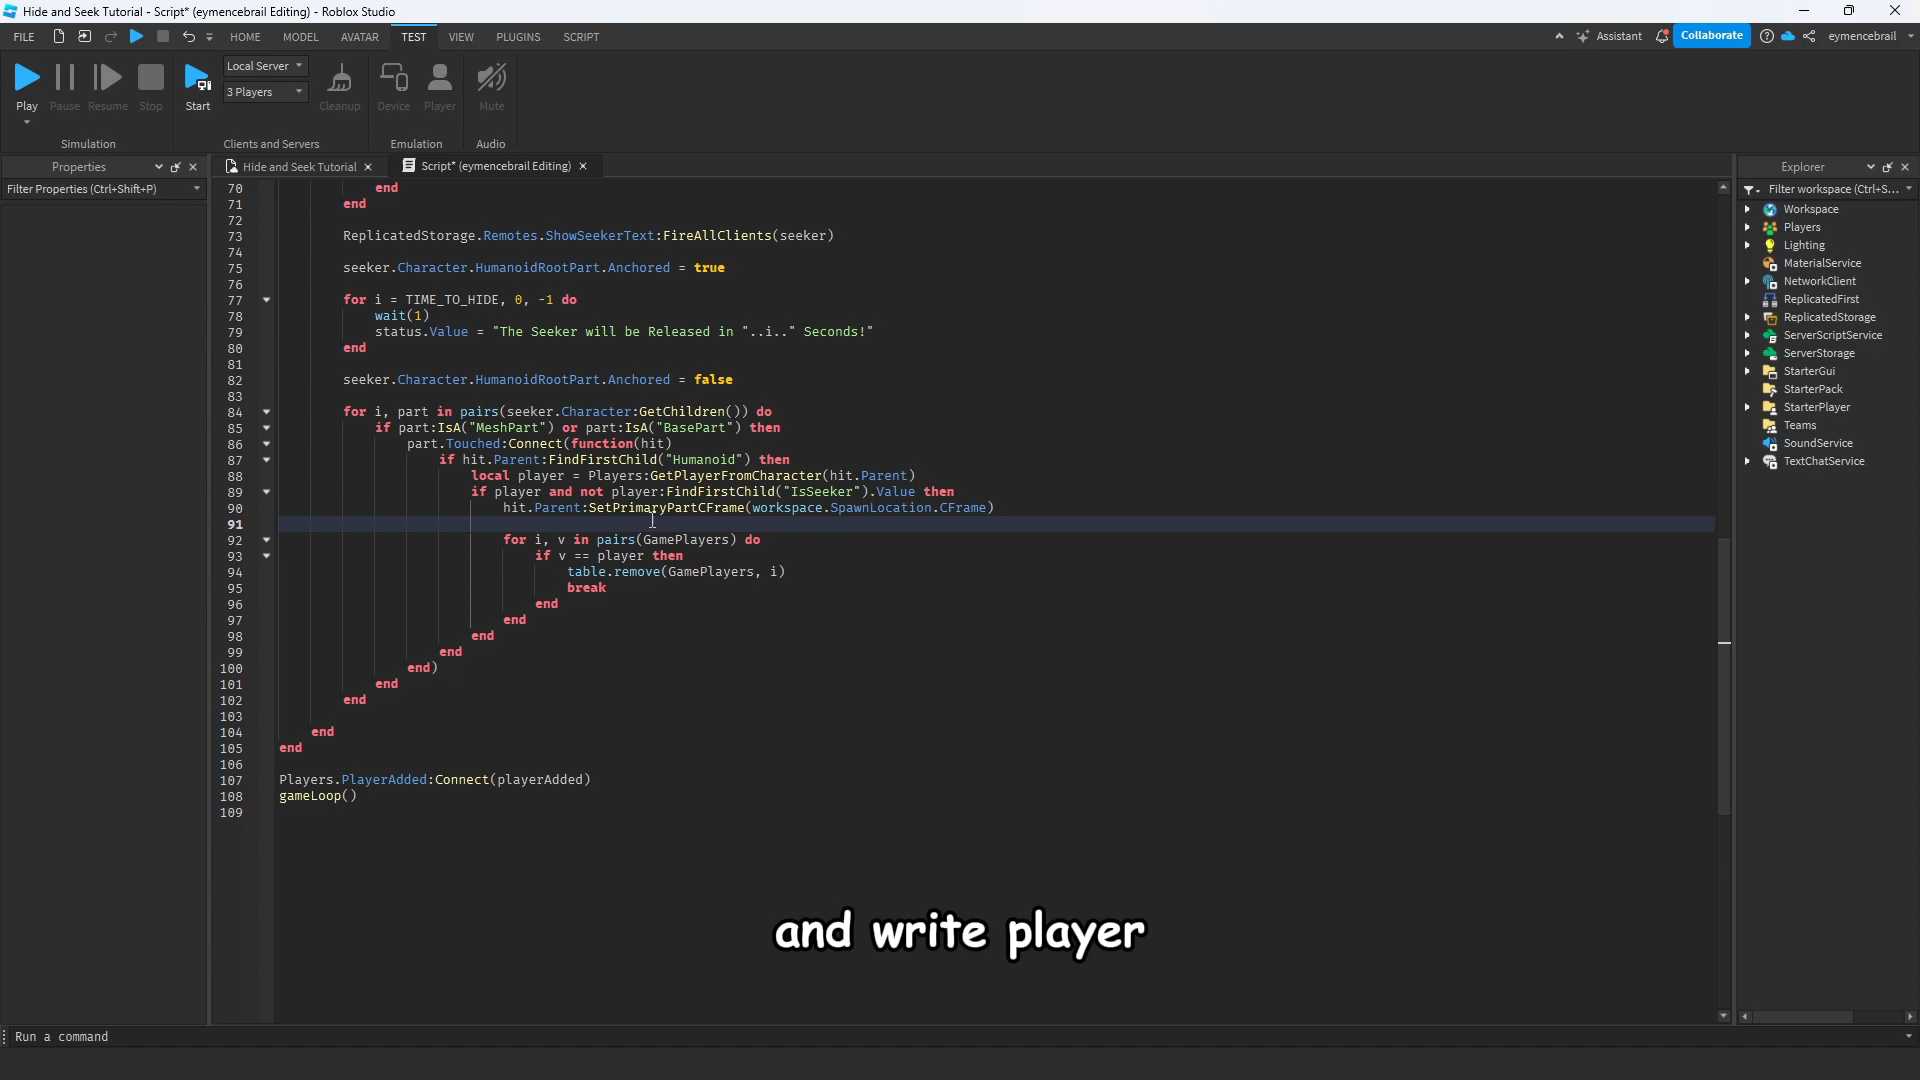 Hide and Seek Tutorial - Script* (eymencebrail Editing) - Roblox Studio
FILE HOME MODEL AVATAR TEST VIEW PLUGINS SCRIPT Assistant Collaborate eymencebrail
Play Pause Resume Stop
Simulation
Start
Local Server
3 Players
Cleanup
Clients and Servers
Device Player
Emulation
Mute
Audio
Properties
Filter Properties (Ctrl+Shift+P)
Hide and Seek Tutorial
Script* (eymencebrail Editing)
70 end
71 end
72
73 ReplicatedStorage.Remotes.ShowSeekerText:FireAllClients(seeker)
74
75 seeker.Character.HumanoidRootPart.Anchored = true
76
77 for i = TIME_TO_HIDE, 0, -1 do
78 wait(1)
79 status.Value = "The Seeker will be Released in "..i.." Seconds!"
80 end
81
82 seeker.Character.HumanoidRootPart.Anchored = false
83
84 for i, part in pairs(seeker.Character:GetChildren()) do
85 if part:IsA("MeshPart") or part:IsA("BasePart") then
86 part.Touched:Connect(function(hit)
87 if hit.Parent:FindFirstChild("Humanoid") then
88 local player = Players:GetPlayerFromCharacter(hit.Parent)
89 if player and not player:FindFirstChild("IsSeeker").Value then
90 hit.Parent:SetPrimaryPartCFrame(workspace.SpawnLocation.CFrame)
91
92 for i, v in pairs(GamePlayers) do
93 if v == player then
94 table.remove(GamePlayers, i)
95 break
96 end
97 end
98 end
99 end
100 end)
101 end
102 end
103
104 end
105 end
106
107 Players.PlayerAdded:Connect(playerAdded)
108 gameLoop()
109
Explorer
Filter workspace (Ctrl+S...
Workspace
Players
Lighting
MaterialService
NetworkClient
ReplicatedFirst
ReplicatedStorage
ServerScriptService
ServerStorage
StarterGui
StarterPack
StarterPlayer
Teams
SoundService
TextChatService
and write player
Run a command